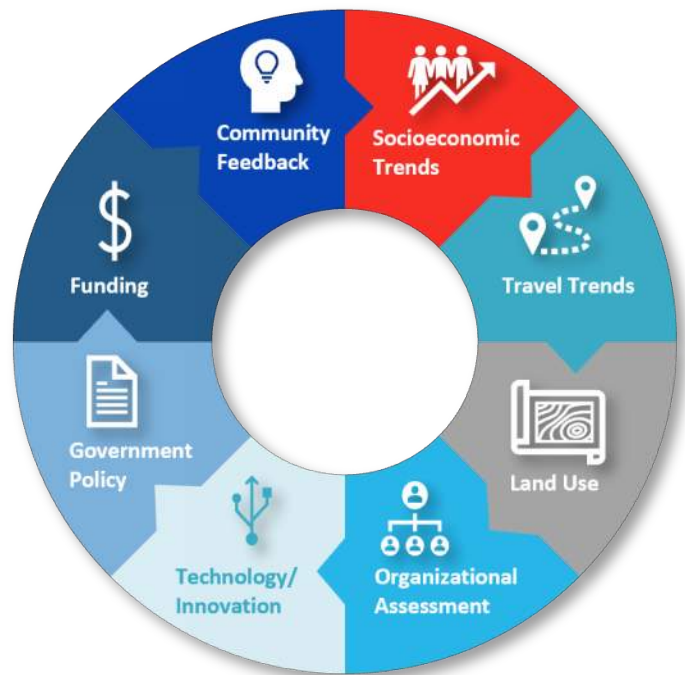 Community
Feedback
Socioeconomic
Trends
Travel Trends
Land Use
Organizational
Assessment
Technology/
Innovation
Government
Policy
Funding
$